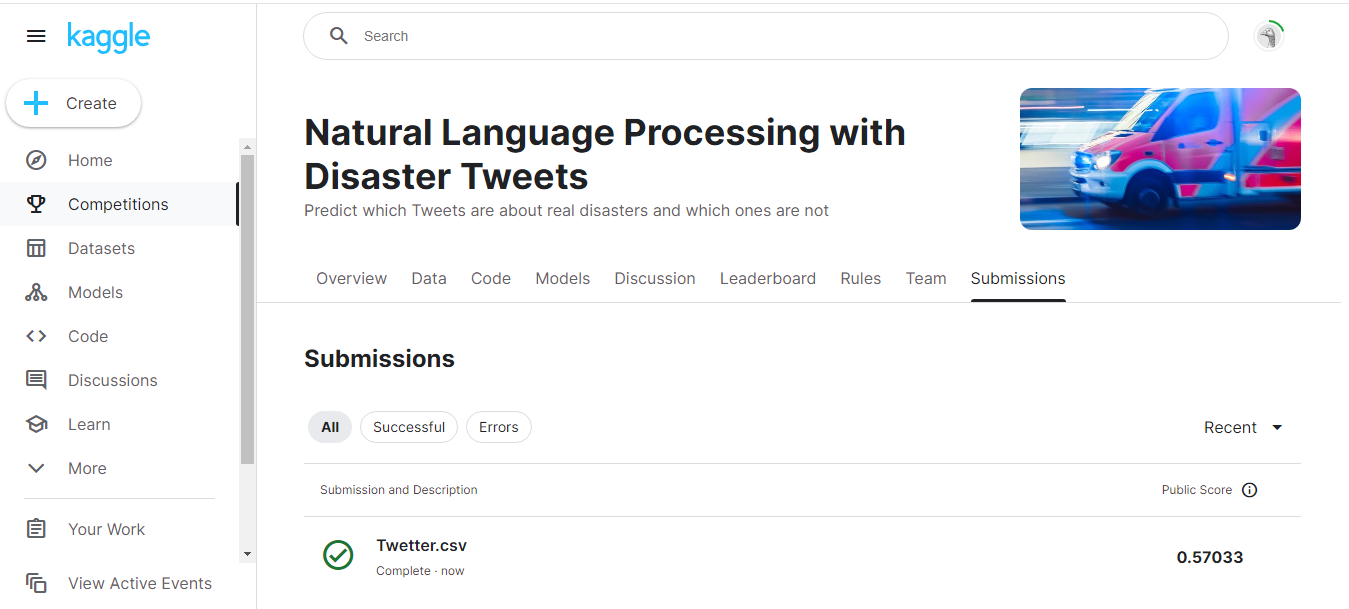 kaggle
Search
Create
Home
Competitions
Datasets
Models
Code
Discussions
Learn
More
Your Work
View Active Events
Natural Language Processing with
Disaster Tweets
Predict which Tweets are about real disasters and which ones are not
Overview Data Code Models Discussion Leaderboard Rules Team Submissions
Submissions
All Successful Errors Recent
Submission and Description Public Score
Twetter.csv
Complete · now
0.57033